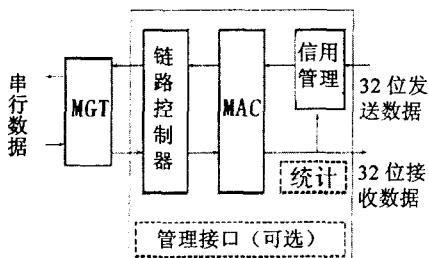 串行
数据
MGT
链路控制器
MAC
信用
管理
32 位发
送数据
32 位接
收数据
统计
管理接口（可选）